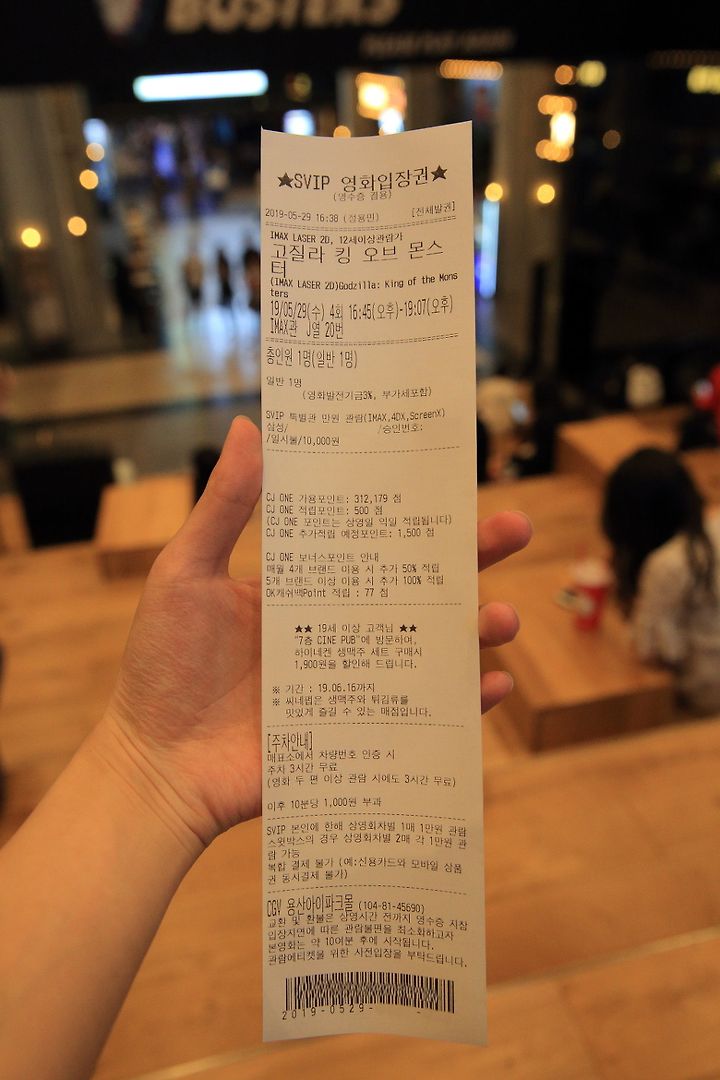 BUSTERS
★SVIP 영화입장권★
(영수증 겸용)
2019-05-29 16:38 (정용민) [전체발권]
IMAX LASER 2D, 12세이상관람가
고질라 킹 오브 몬스
터
(IMAX LASER 2D)Godzilla: King of the Mons
ters
19/05/29(수) 4회 16:45(오후)-19:07(오후)
IMAX관 J열 20번
총인원 1명(일반 1명)
일반 1명
(영화발전기금3%, 부가세포함)
SVIP 특별관 만원 관람(IMAX,4DX,ScreenX)
삼성/ /승인번호:
/일시불/10,000원
CJ ONE 가용포인트: 312,179 점
CJ ONE 적립포인트: 500 점
(CJ ONE 포인트는 상영일 익일 적립됩니다)
CJ ONE 추가적립 예정포인트: 1,500 점
CJ ONE 보너스포인트 안내
매월 4개 브랜드 이용 시 추가 50% 적립
5개 브랜드 이상 이용 시 추가 100% 적립
OK캐쉬백Point 적립 : 77 점
★★ 19세 이상 고객님 ★★
"7층 CINE PUB"에 방문하여,
하이네켄 생맥주 세트 구매시
1,900원을 할인해 드립니다.
※ 기간 : 19.06.16까지
※ 씨네펍은 생맥주와 튀김류를
맛있게 즐길 수 있는 매점입니다.
[주차안내]
매표소에서 차량번호 인증 시
주차 3시간 무료
(영화 두 편 이상 관람 시에도 3시간 무료)
이후 10분당 1,000원 부과
SVIP 본인에 한해 상영회차별 1매 1만원 관람
스윗박스의 경우 상영회차별 2매 각 1만원 관
람 가능
복합 결제 불가 (예:신용카드와 모바일 상품
권 동시결제 불가)
CGV 용산아이파크몰 (104-81-45690)
교환 및 환불은 상영시간 전까지 영수증 지참
입장지연에 따른 관람불편을 최소화하고자
본영화는 약 10여분 후에 시작됩니다.
관람에티켓을 위한 사전입장을 부탁드립니다.
2019-0529- -